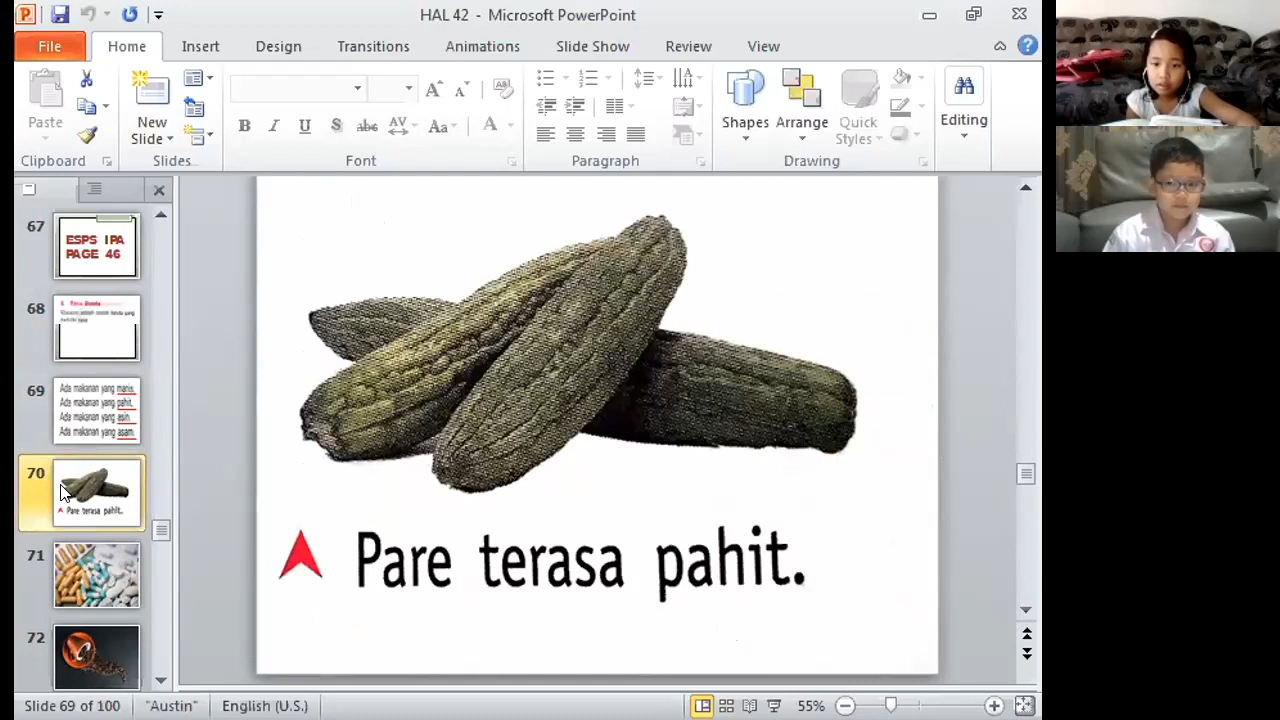 HAL 42 - Microsoft PowerPoint
File Home Insert Design Transitions Animations Slide Show Review View
Paste
New Slide
Shapes Arrange Quick Styles
Editing
Clipboard Slides Font Paragraph Drawing
67
ESPS IPA
PAGE 46
68
69
Ada makanan yang manis.
Ada makanan yang pahit.
Ada makanan yang asin.
Ada makanan yang asam.
70
Pare terasa pahit.
71
72
Pare terasa pahit.
Slide 69 of 100 "Austin" English (U.S.) 55%